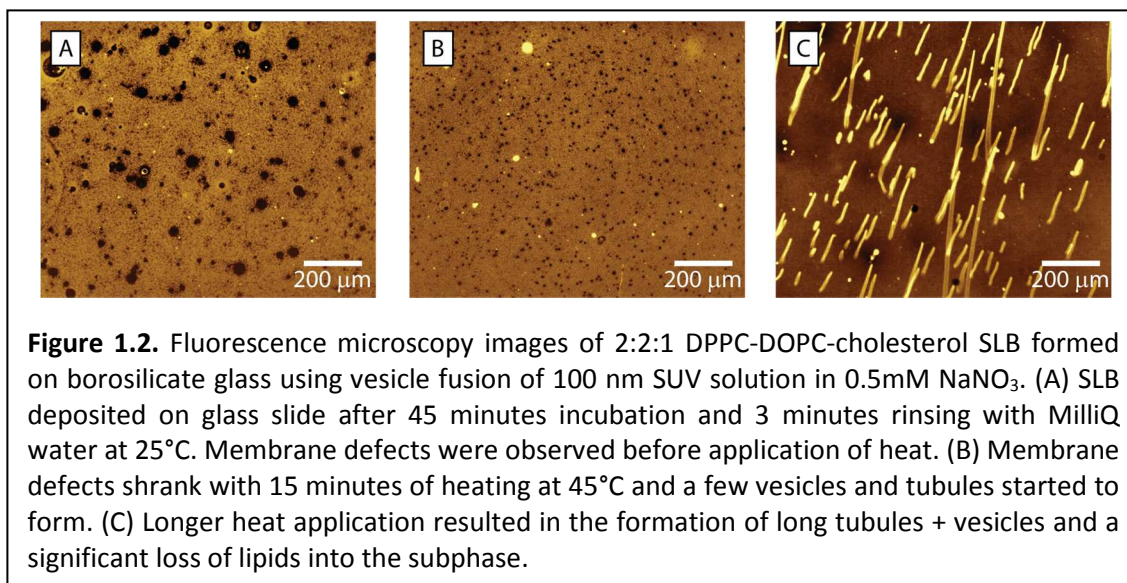 A
B
C
200 μm
200 μm
200 μm
Figure 1.2. Fluorescence microscopy images of 2:2:1 DPPC-DOPC-cholesterol SLB formed
on borosilicate glass using vesicle fusion of 100 nm SUV solution in 0.5mM NaNO₃. (A) SLB
deposited on glass slide after 45 minutes incubation and 3 minutes rinsing with MilliQ
water at 25°C. Membrane defects were observed before application of heat. (B) Membrane
defects shrank with 15 minutes of heating at 45°C and a few vesicles and tubules started to
form. (C) Longer heat application resulted in the formation of long tubules + vesicles and a
significant loss of lipids into the subphase.